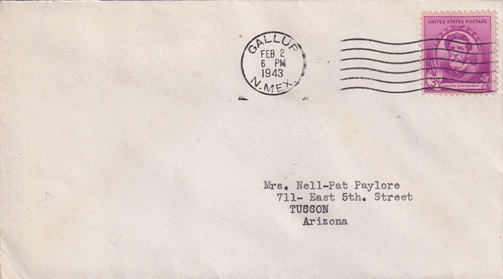 UNITED STATES POSTAGE
GALLUP
FEB 2
6 PM
1943
N.MEX.
3¢
Mrs. Nell-Pat Paylore
711- East 5th. Street
TUCSON
Arizona